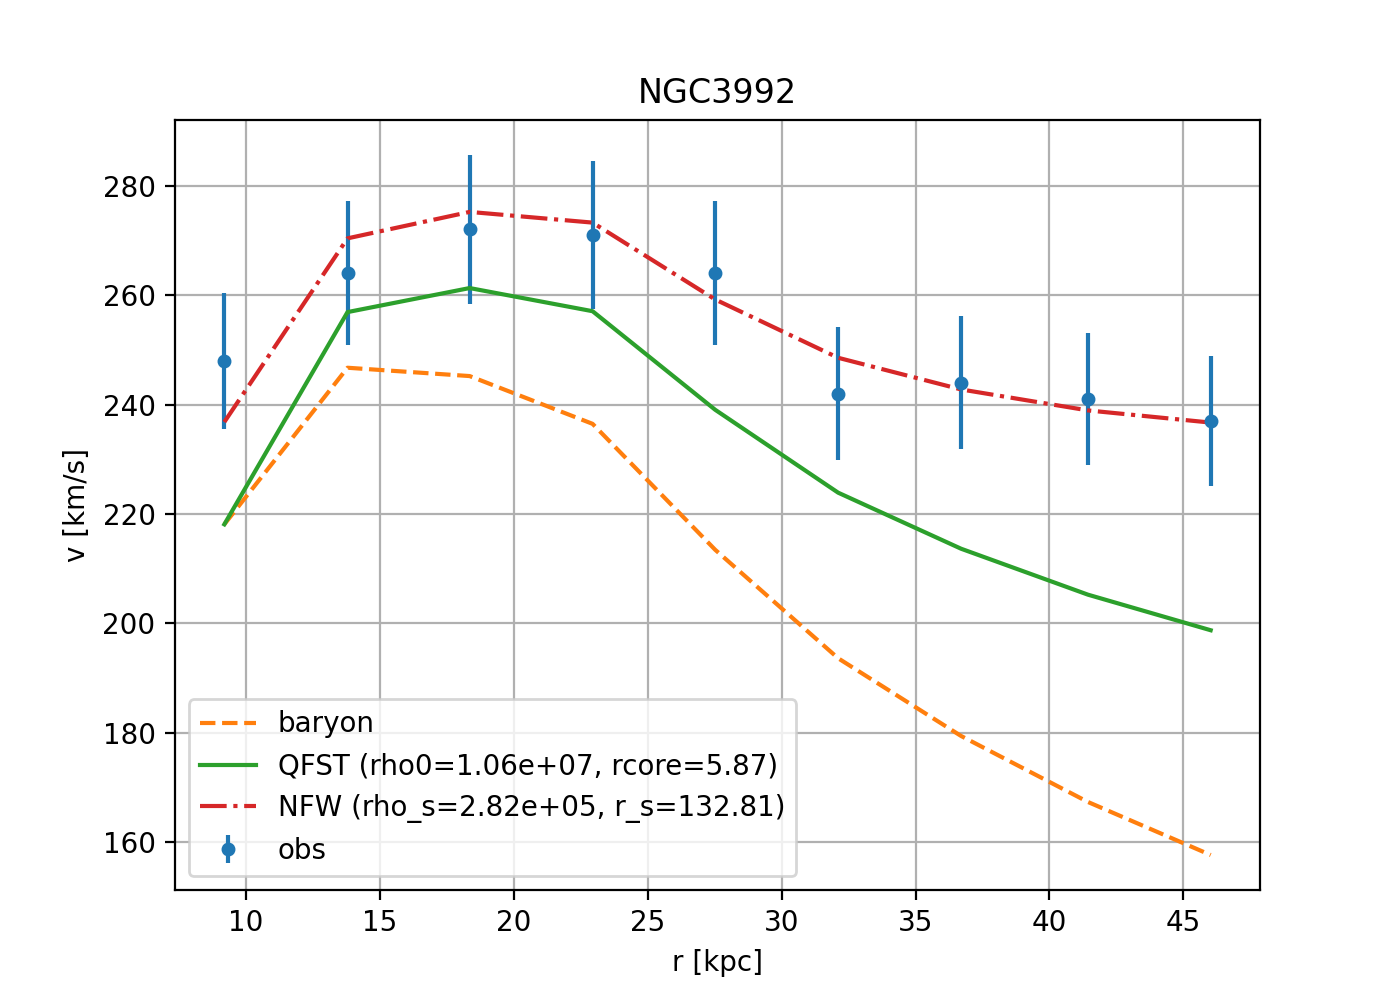 NGC3992
v [km/s]
280
260
240
220
200
180
160
baryon
QFST (rho0=1.06e+07, rcore=5.87)
NFW (rho_s=2.82e+05, r_s=132.81)
obs
10 15 20 25 30 35 40 45
r [kpc]